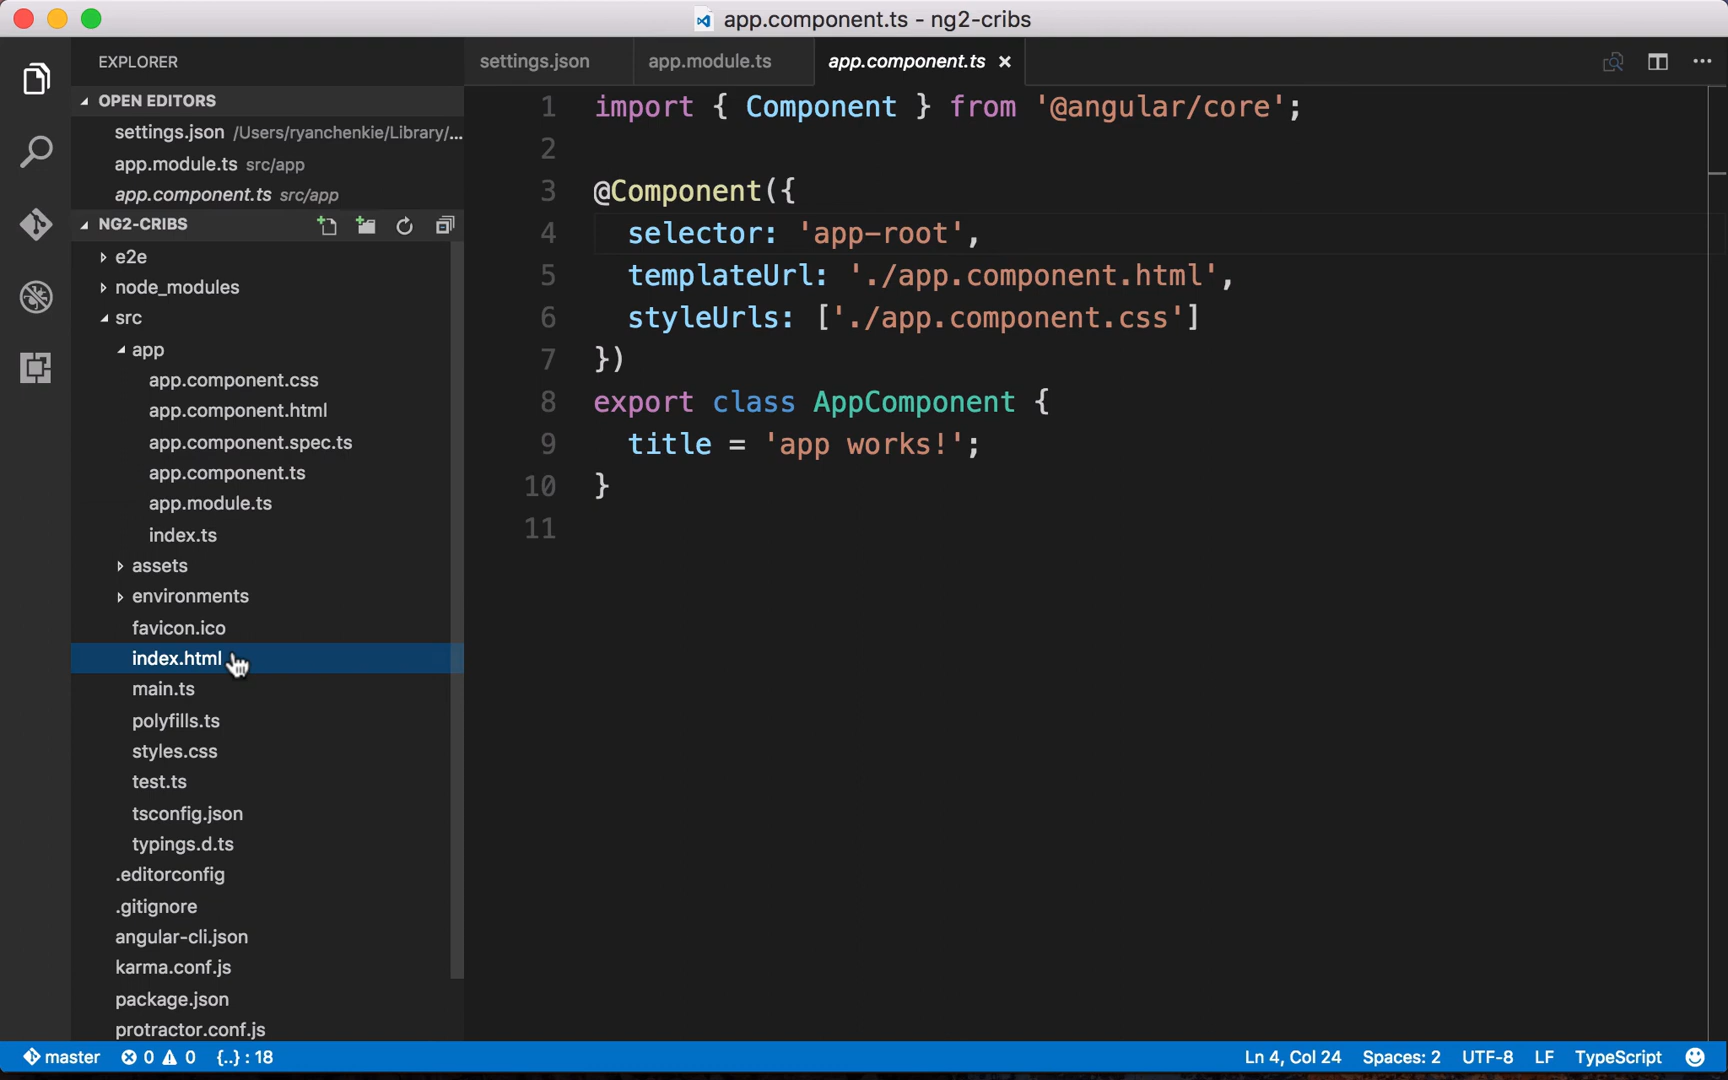 app.component.ts - ng2-cribs
EXPLORER
OPEN EDITORS
settings.json /Users/ryanchenkie/Library/...
app.module.ts src/app
app.component.ts src/app
NG2-CRIBS
e2e
node_modules
src
app
app.component.css
app.component.html
app.component.spec.ts
app.component.ts
app.module.ts
index.ts
assets
environments
favicon.ico
index.html
main.ts
polyfills.ts
styles.css
test.ts
tsconfig.json
typings.d.ts
.editorconfig
.gitignore
angular-cli.json
karma.conf.js
package.json
protractor.conf.js
settings.json app.module.ts app.component.ts
1 import { Component } from '@angular/core';
2
3 @Component({
4 selector: 'app-root',
5 templateUrl: './app.component.html',
6 styleUrls: ['./app.component.css']
7 })
8 export class AppComponent {
9 title = 'app works!';
10 }
11
master 0 0 {..} : 18 Ln 4, Col 24 Spaces: 2 UTF-8 LF TypeScript